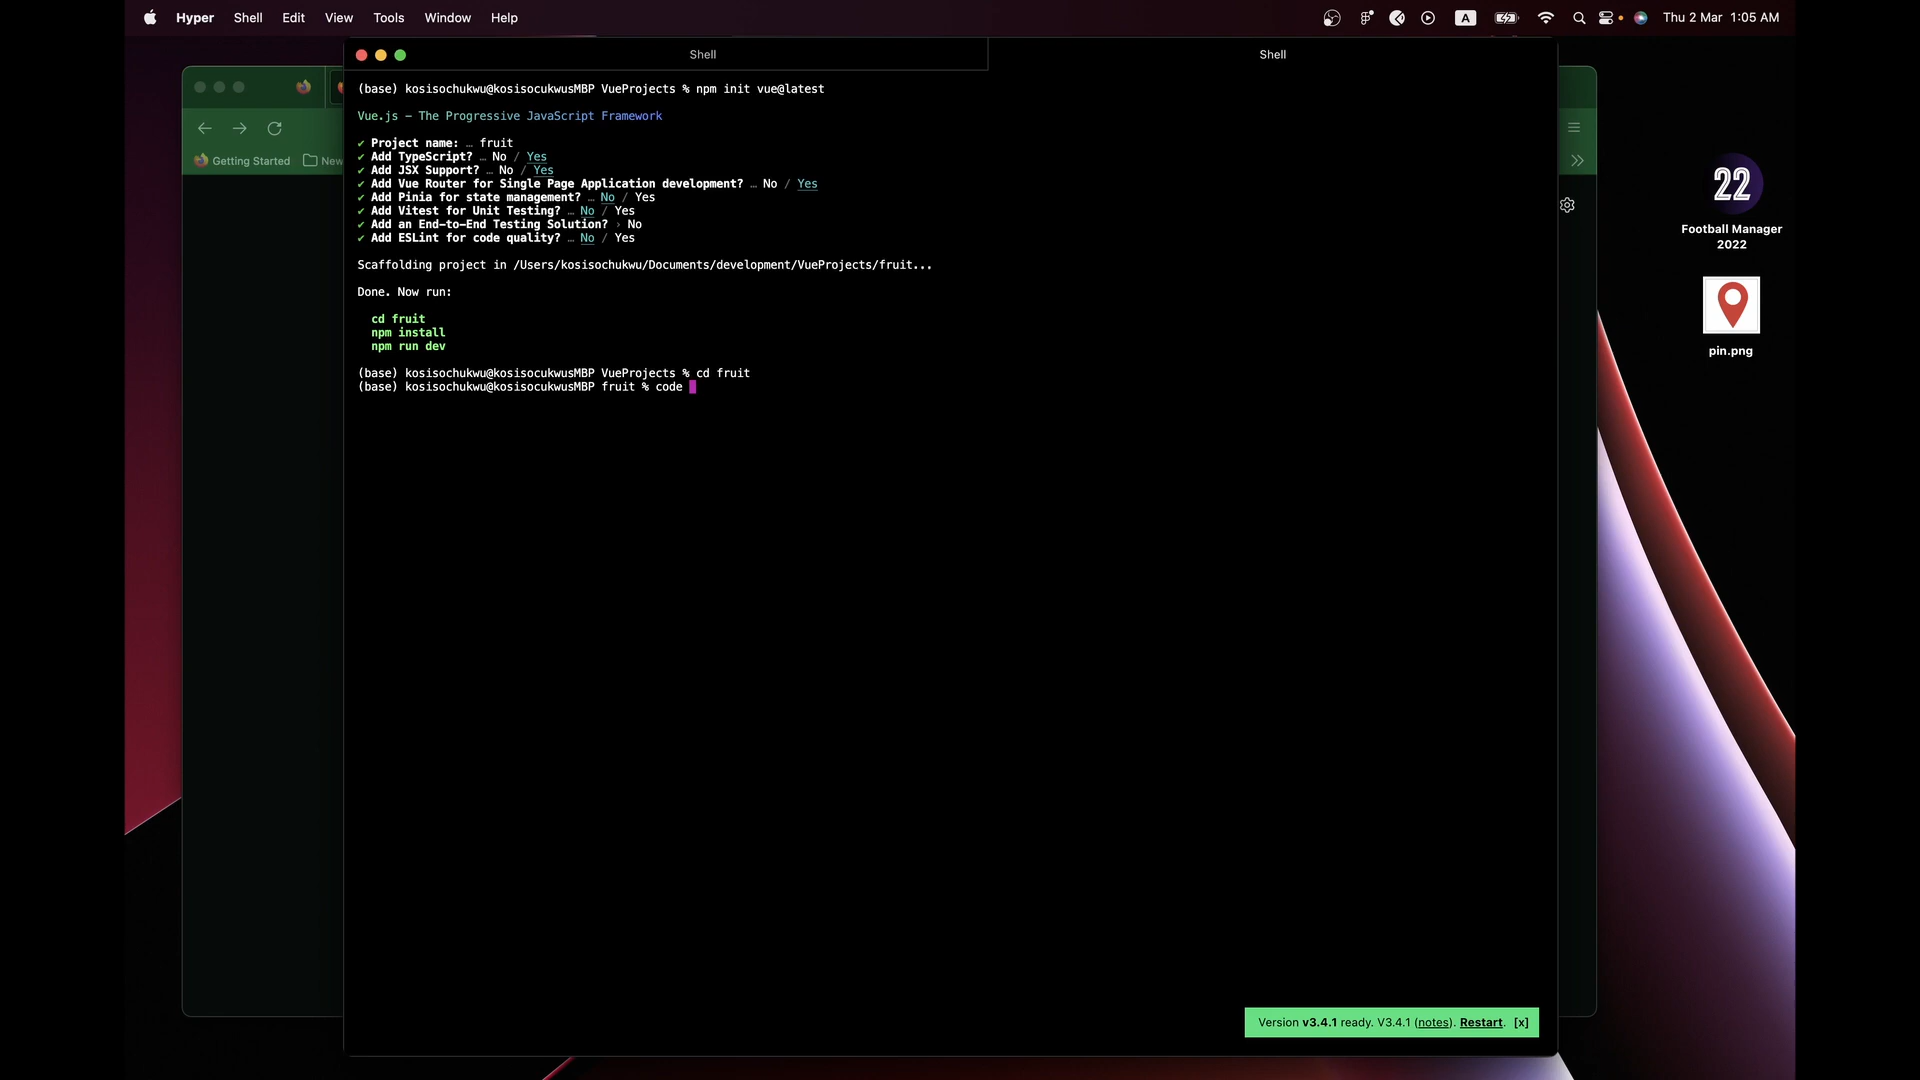 Hyper Shell Edit View Tools Window Help
A
Thu 2 Mar 1:05 AM
Shell
Shell
(base) kosisochukwu@kosisocukwusMBP VueProjects % npm init vue@latest
Vue.js – The Progressive JavaScript Framework
✔ Project name: … fruit
✔ Add TypeScript? … No / Yes
✔ Add JSX Support? … No / Yes
✔ Add Vue Router for Single Page Application development? … No / Yes
✔ Add Pinia for state management? … No / Yes
✔ Add Vitest for Unit Testing? … No / Yes
✔ Add an End-to-End Testing Solution? › No
✔ Add ESLint for code quality? … No / Yes
Scaffolding project in /Users/kosisochukwu/Documents/development/VueProjects/fruit...
Done. Now run:
cd fruit
npm install
npm run dev
(base) kosisochukwu@kosisocukwusMBP VueProjects % cd fruit
(base) kosisochukwu@kosisocukwusMBP fruit % code
Getting Started
New
22
Football Manager
2022
pin.png
Version v3.4.1 ready. V3.4.1 (notes). Restart. [x]